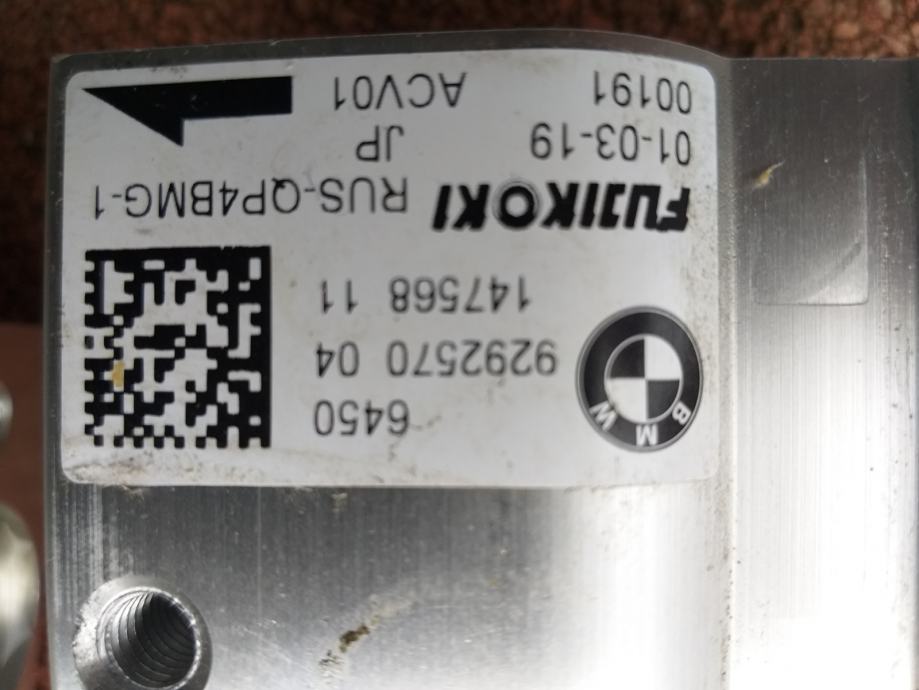 BMW
6450
9292570 04
147568 11
FUJIKOKI RUS-QP4BMG-1
01-03-19 JP
00191 ACV01